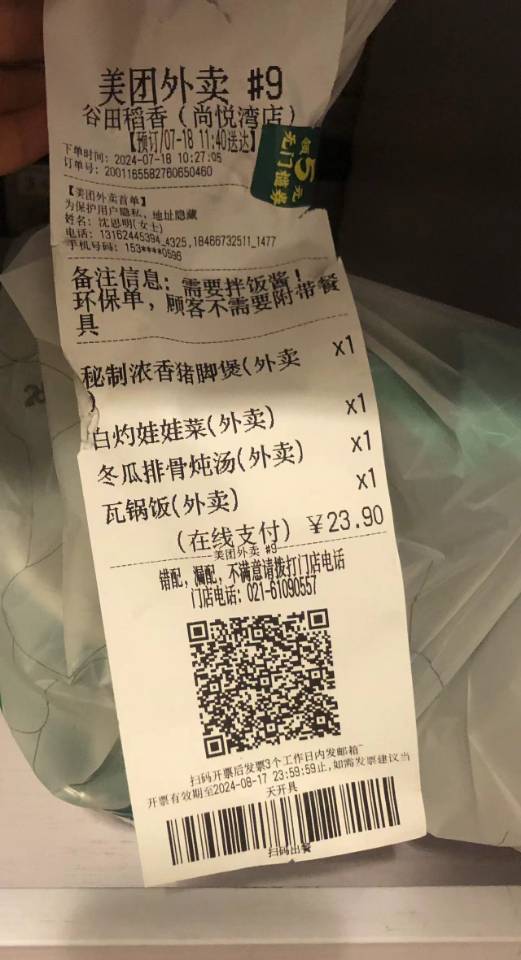 美团外卖 #9
谷田稻香（尚悦湾店）
【预订/07-18 11:40送达】
下单时间: 2024-07-18 10:27:05
订单号: 2001165582760650460
5元
无门槛券
【美团外卖首单】
为保护用户隐私，地址隐藏
姓名: 沈思明(女士)
电话: 13162445394_4325,18466732511_1477
手机号码: 153****0596
备注信息: 需要拌饭酱！
环保单，顾客不需要附带餐
具
秘制浓香猪脚煲(外卖 x1
)
白灼娃娃菜(外卖) x1
冬瓜排骨炖汤(外卖) x1
瓦锅饭(外卖) x1
(在线支付) ￥23.90
美团外卖 #9
错配，漏配，不满意请拨打门店电话
门店电话: 021-61090557
扫码开票后发票3个工作日内发邮箱~
开票有效期至2024-08-17 23:59:59止,如需发票建议当
天开具
扫码出餐